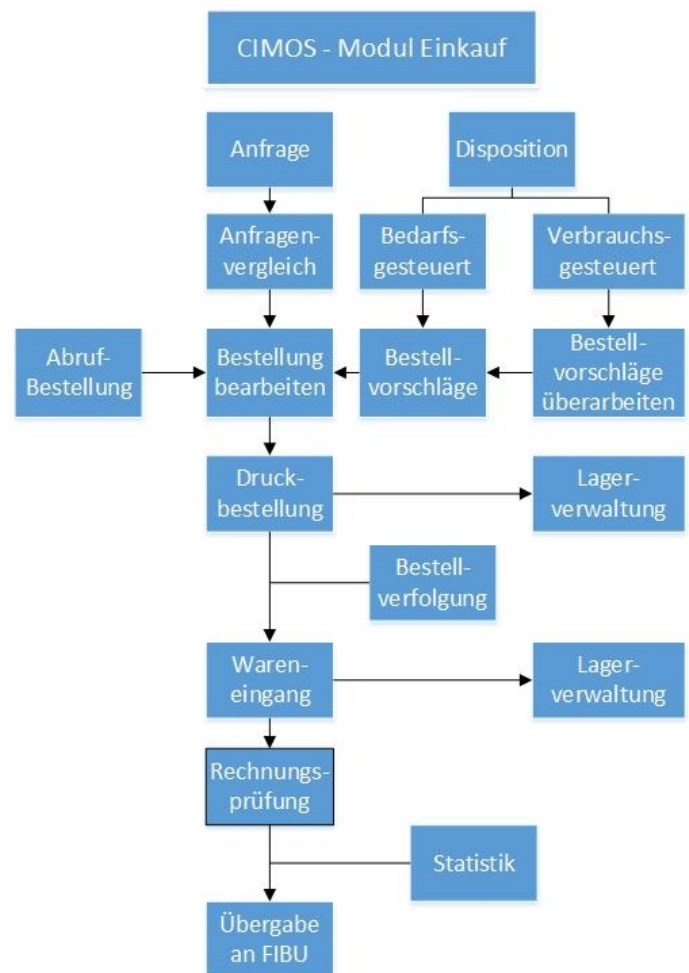 CIMOS - Modul Einkauf
Anfrage
Disposition
Anfragen-
vergleich
Bedarfs-
gesteuert
Verbrauchs-
gesteuert
Abruf-
Bestellung
Bestellung
bearbeiten
Bestell-
vorschläge
Bestell-
vorschläge
überarbeiten
Druck-
bestellung
Lager-
verwaltung
Bestell-
verfolgung
Waren-
eingang
Lager-
verwaltung
Rechnungs-
prüfung
Statistik
Übergabe
an FIBU